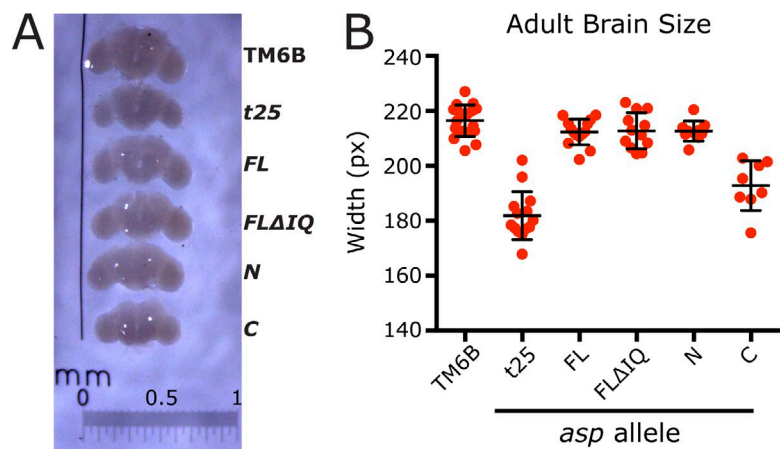 A
TM6B
t25
FL
FLΔIQ
N
C
mm
0 0.5 1
B
Adult Brain Size
Width (px)
240
220
200
180
160
140
TM6B t25 FL FLΔIQ N C
asp allele